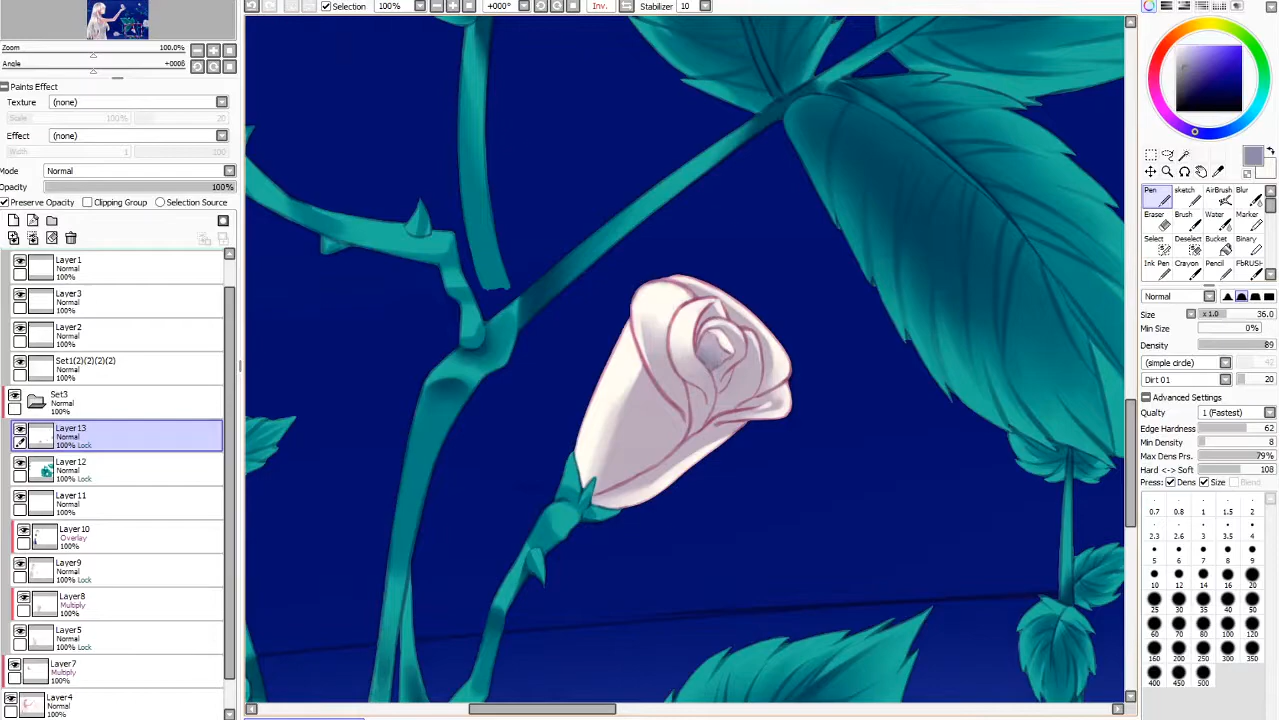 Selection 100% +000° Inv. Stabilizer 10
Zoom 100.0%
Angle +000δ
Paints Effect
Texture (none)
Scale 100% 20
Effect (none)
Width 1 100
Mode Normal
Opacity 100%
Preserve Opacity Clipping Group Selection Source
Layer1
Normal
100%
Layer3
Normal
100%
Layer2
Normal
100%
Set1(2)(2)(2)(2)
Normal
100%
Set3
Normal
100%
Layer13
Normal
100% Lock
Layer12
Normal
100% Lock
Layer11
Normal
100%
Layer10
Overlay
100%
Layer9
Normal
100% Lock
Layer8
Multiply
100%
Layer5
Normal
100% Lock
Layer7
Multiply
100%
Layer4
Normal
100%
Pen sketch AirBrush Blur
Eraser Brush Water Marker
Select Deselect Bucket Binary
Ink Pen Crayon Pencil FbRUSH
Normal
Size x 1.0 36.0
Min Size 0%
Density 89
(simple circle)
Dirt 01 20
Advanced Settings
Quality 1 (Fastest)
Edge Hardness 62
Min Density 8
Max Dens Prs. 79%
Hard <-> Soft 108
Press: Dens Size Blend
0.7 0.8 1 1.5 2
2.3 2.6 3 3.5 4
5 6 7 8 9
10 12 14 16 20
25 30 35 40 50
60 70 80 100 120
160 200 250 300 350
400 450 500